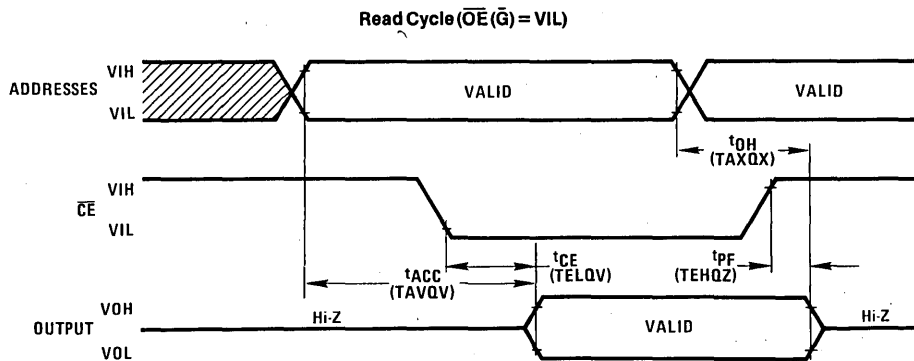 Read Cycle (OE (G) = VIL)
VIH
ADDRESSES
VALID
VALID
VIL
tOH
(TAXQX)
VIH
CE
VIL
tCE
(TELQV)
tPF
(TEHQZ)
tACC
(TAVQV)
VOH
OUTPUT
Hi-Z
VALID
Hi-Z
VOL